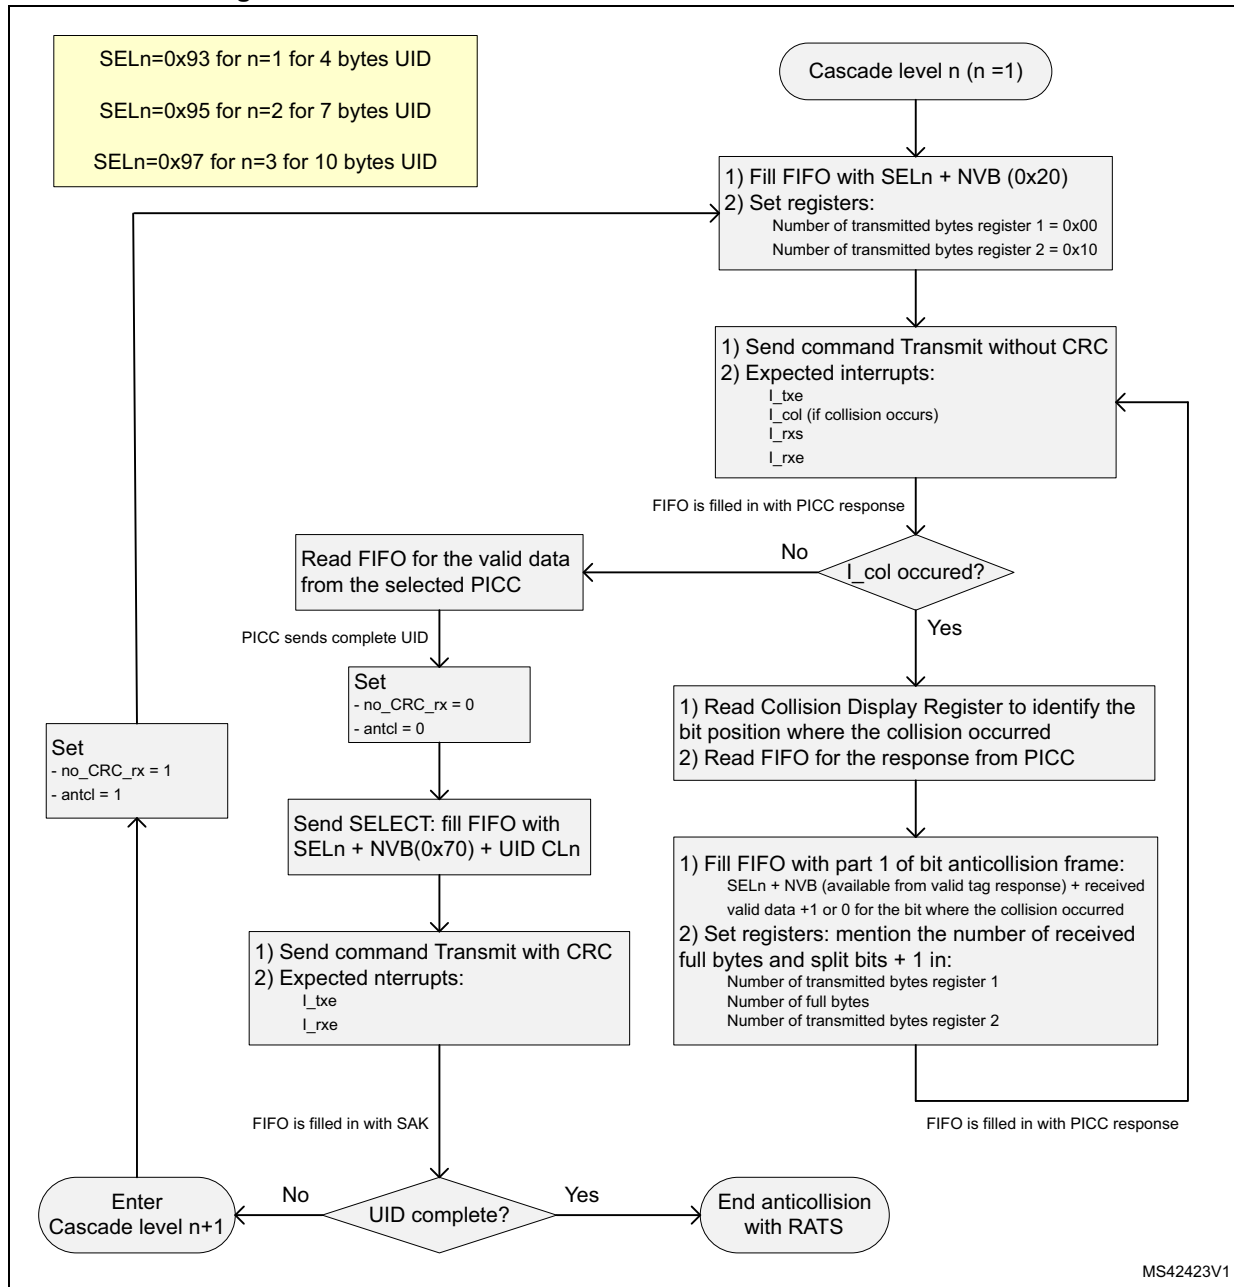 SELn=0x93 for n=1 for 4 bytes UID
SELn=0x95 for n=2 for 7 bytes UID
SELn=0x97 for n=3 for 10 bytes UID
Cascade level n (n =1)
1) Fill FIFO with SELn + NVB (0x20)
2) Set registers:
Number of transmitted bytes register 1 = 0x00
Number of transmitted bytes register 2 = 0x10
1) Send command Transmit without CRC
2) Expected interrupts:
I_txe
I_col (if collision occurs)
I_rxs
I_rxe
FIFO is filled in with PICC response
I_col occured?
No
Yes
Read FIFO for the valid data
from the selected PICC
PICC sends complete UID
Set
- no_CRC_rx = 0
- antcl = 0
Send SELECT: fill FIFO with
SELn + NVB(0x70) + UID CLn
1) Send command Transmit with CRC
2) Expected nterrupts:
I_txe
I_rxe
FIFO is filled in with SAK
1) Read Collision Display Register to identify the
bit position where the collision occurred
2) Read FIFO for the response from PICC
1) Fill FIFO with part 1 of bit anticollision frame:
SELn + NVB (available from valid tag response) + received
valid data +1 or 0 for the bit where the collision occurred
2) Set registers: mention the number of received
full bytes and split bits + 1 in:
Number of transmitted bytes register 1
Number of full bytes
Number of transmitted bytes register 2
FIFO is filled in with PICC response
UID complete?
No
Yes
Enter
Cascade level n+1
Set
- no_CRC_rx = 1
- antcl = 1
End anticollision
with RATS
MS42423V1